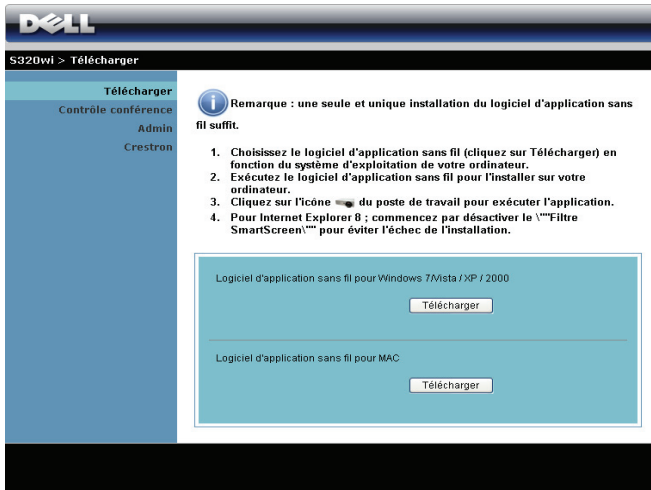 DELL
S320wi > Télécharger
Télécharger
Contrôle conférence
Admin
Crestron
Remarque : une seule et unique installation du logiciel d'application sans
fil suffit.
1. Choisissez le logiciel d'application sans fil (cliquez sur Télécharger) en
fonction du système d'exploitation de votre ordinateur.
2. Exécutez le logiciel d'application sans fil pour l'installer sur votre
ordinateur.
3. Cliquez sur l'icône du poste de travail pour exécuter l'application.
4. Pour Internet Explorer 8 ; commencez par désactiver le \""Filtre
SmartScreen\"" pour éviter l'échec de l'installation.
Logiciel d'application sans fil pour Windows 7/Vista / XP / 2000
Télécharger
Logiciel d'application sans fil pour MAC
Télécharger